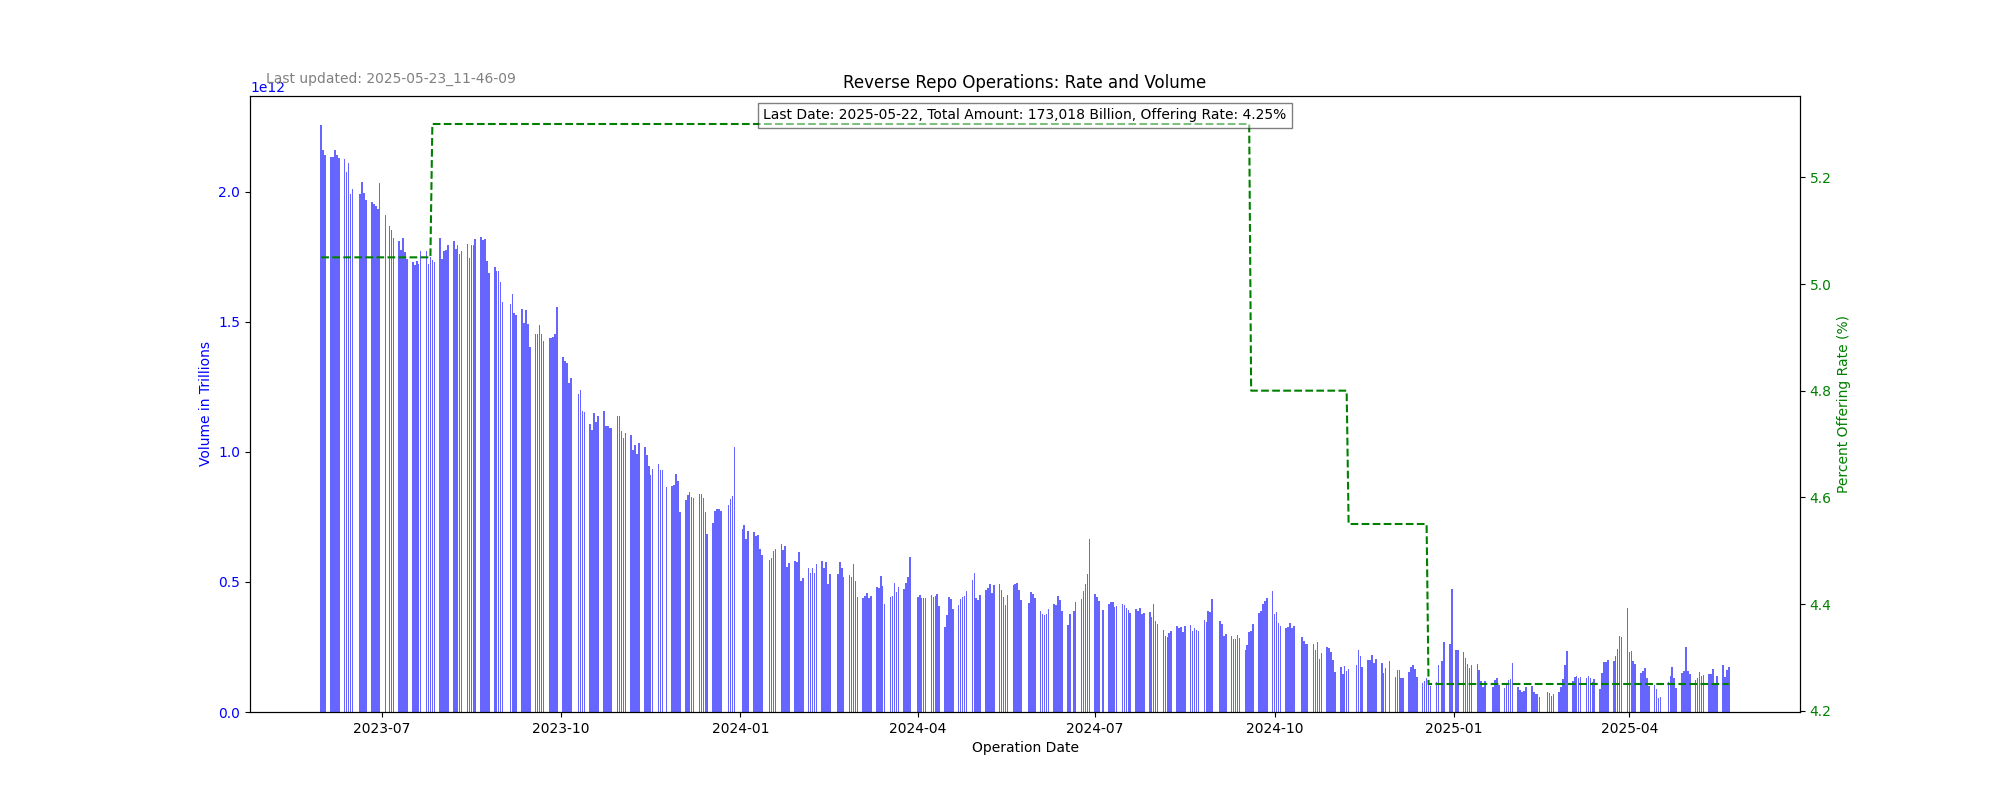 Last updated: 2025-05-23_11-46-09
1e12
Reverse Repo Operations: Rate and Volume
Last Date: 2025-05-22, Total Amount: 173,018 Billion, Offering Rate: 4.25%
2.0
1.5
1.0
0.5
0.0
Volume in Trillions
5.2
5.0
4.8
4.6
4.4
4.2
Percent Offering Rate (%)
2023-07
2023-10
2024-01
2024-04
2024-07
2024-10
2025-01
2025-04
Operation Date